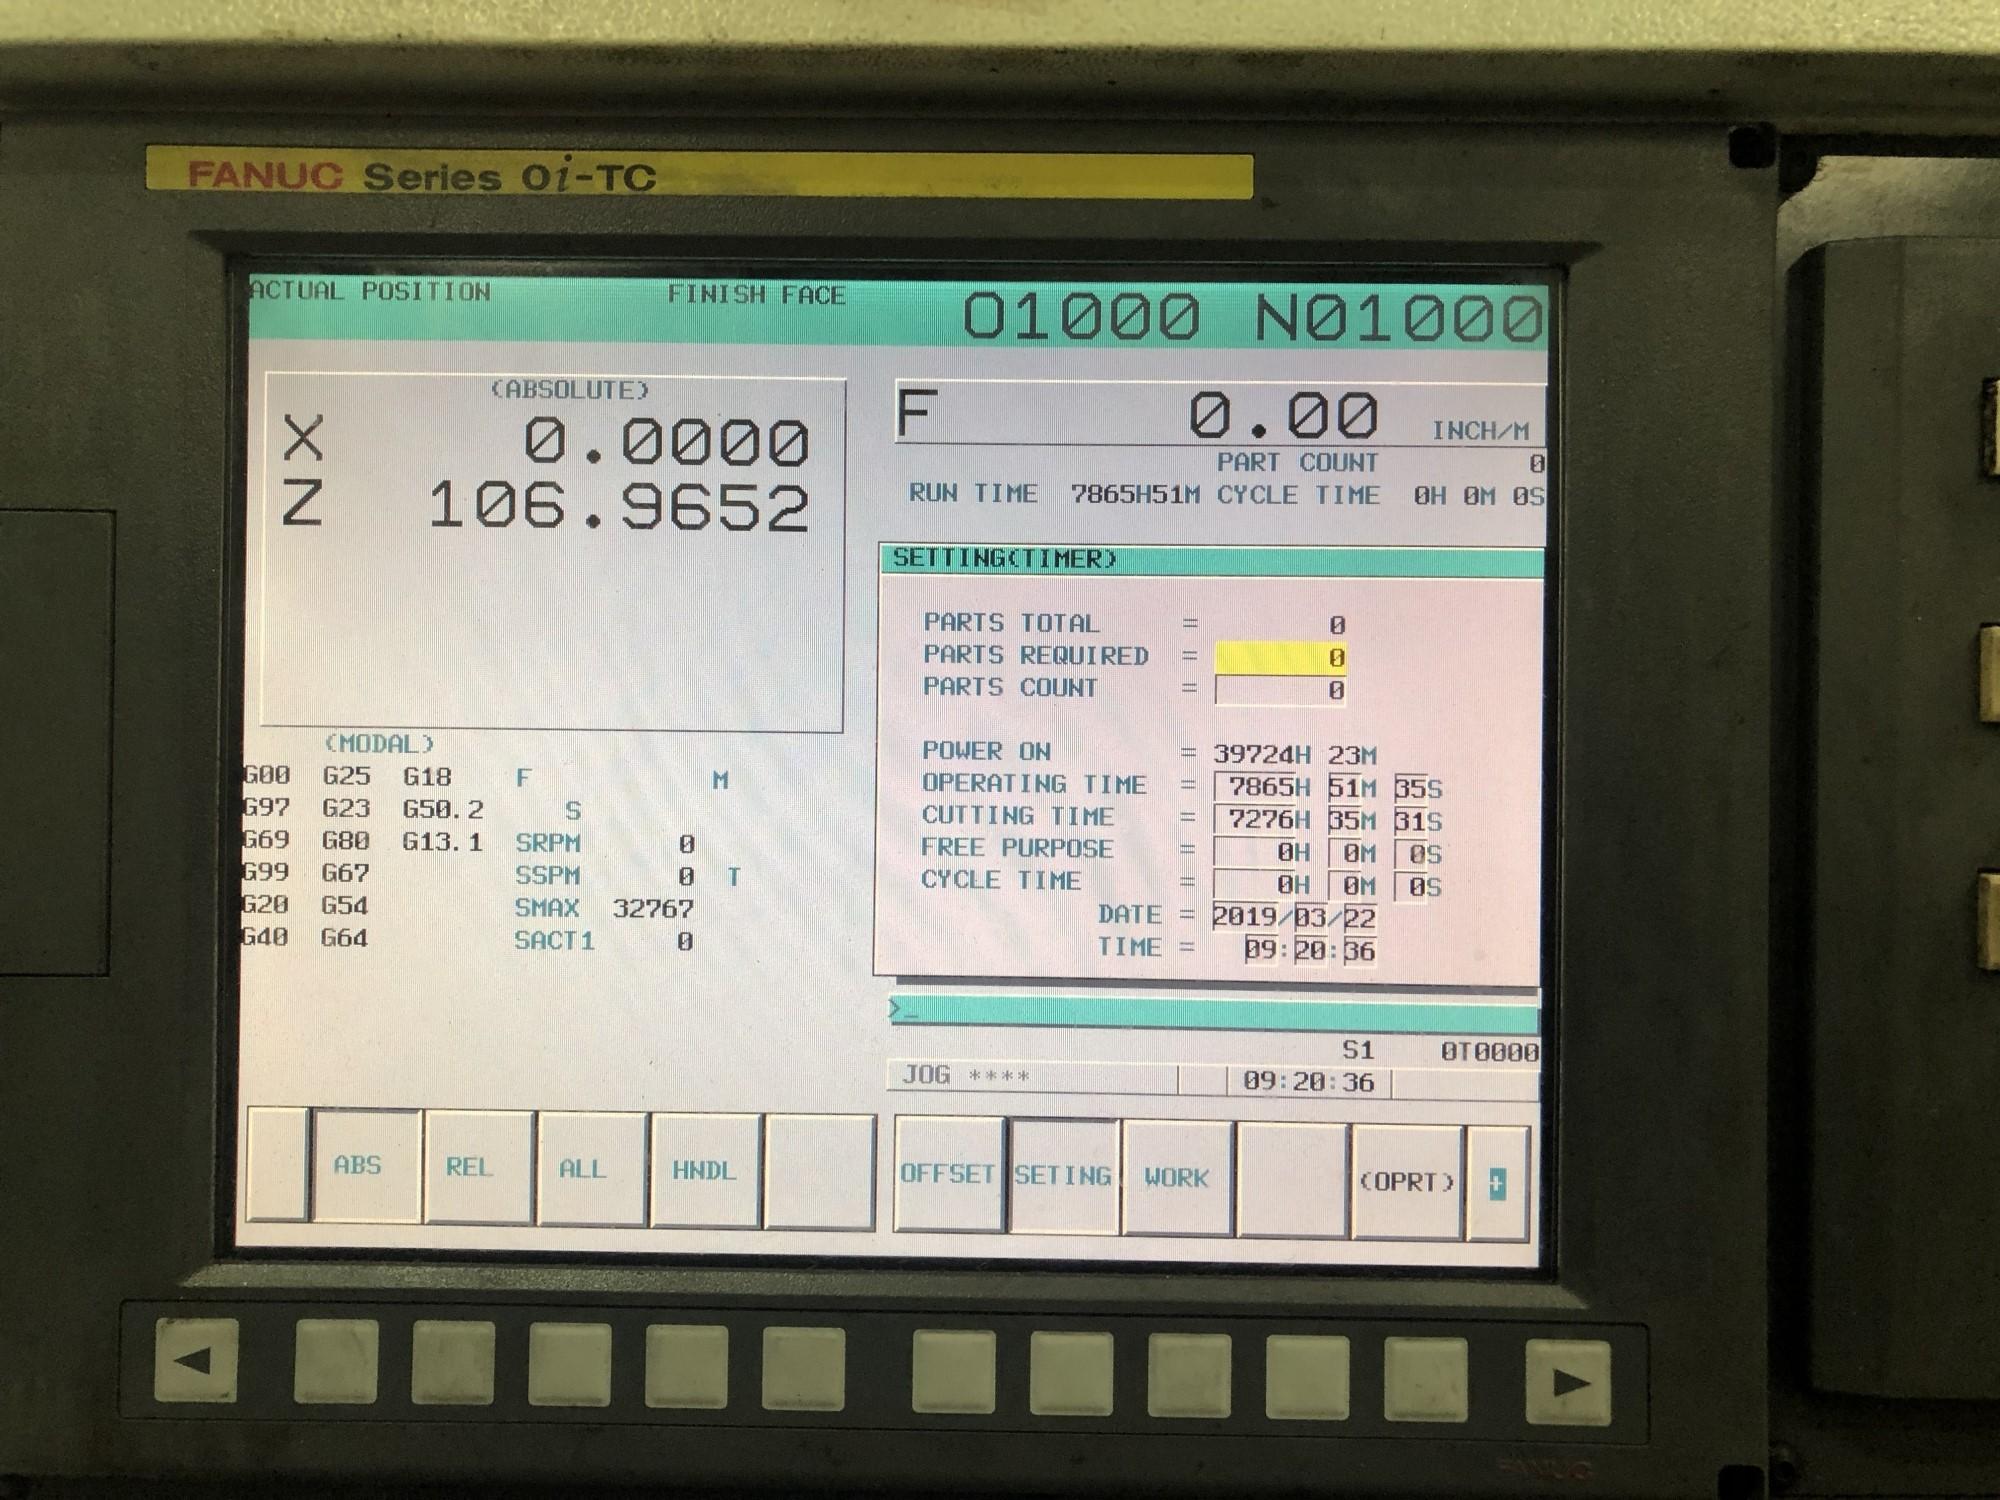 FANUC Series 0i-TC
ACTUAL POSITION FINISH FACE O1000 N01000
(ABSOLUTE)
X 0.0000
Z 106.9652
F 0.00 INCH/M
PART COUNT 0
RUN TIME 7865H51M CYCLE TIME 0H 0M 0S
SETTING(TIMER)
PARTS TOTAL = 0
PARTS REQUIRED = 0
PARTS COUNT = 0
POWER ON = 39724H 23M
OPERATING TIME = 7865H 51M 35S
CUTTING TIME = 7276H 35M 31S
FREE PURPOSE = 0H 0M 0S
CYCLE TIME = 0H 0M 0S
DATE = 2019/03/22
TIME = 09:20:36
(MODAL)
G00 G25 G18 F M
G97 G23 G50.2 S
G69 G80 G13.1 SRPM 0
G99 G67 SSPM 0 T
G20 G54 SMAX 32767
G40 G64 SACT1 0
>_
S1 0T0000
JOG **** 09:20:36
ABS REL ALL HNDL OFFSET SETING WORK (OPRT) +
FANUC